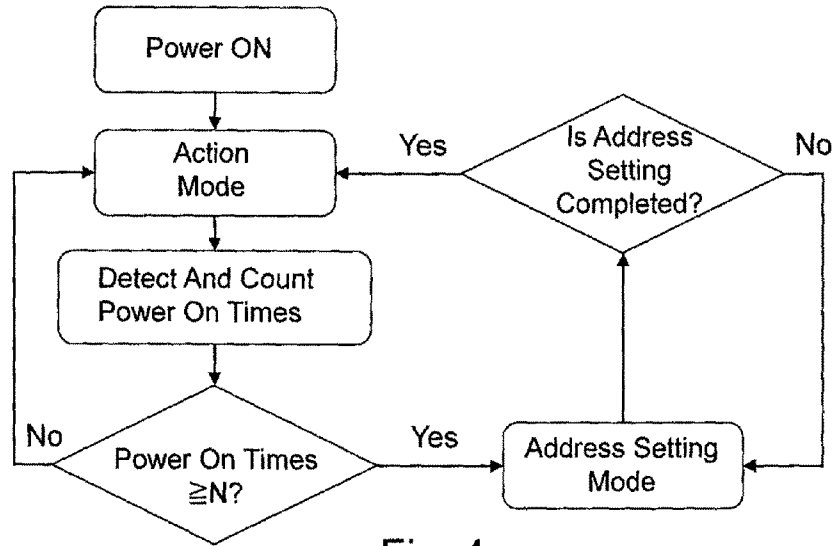 Power ON
Action
Mode
Yes
Is Address
Setting
Completed?
No
Detect And Count
Power On Times
No
Power On Times
≧N?
Yes
Address Setting
Mode